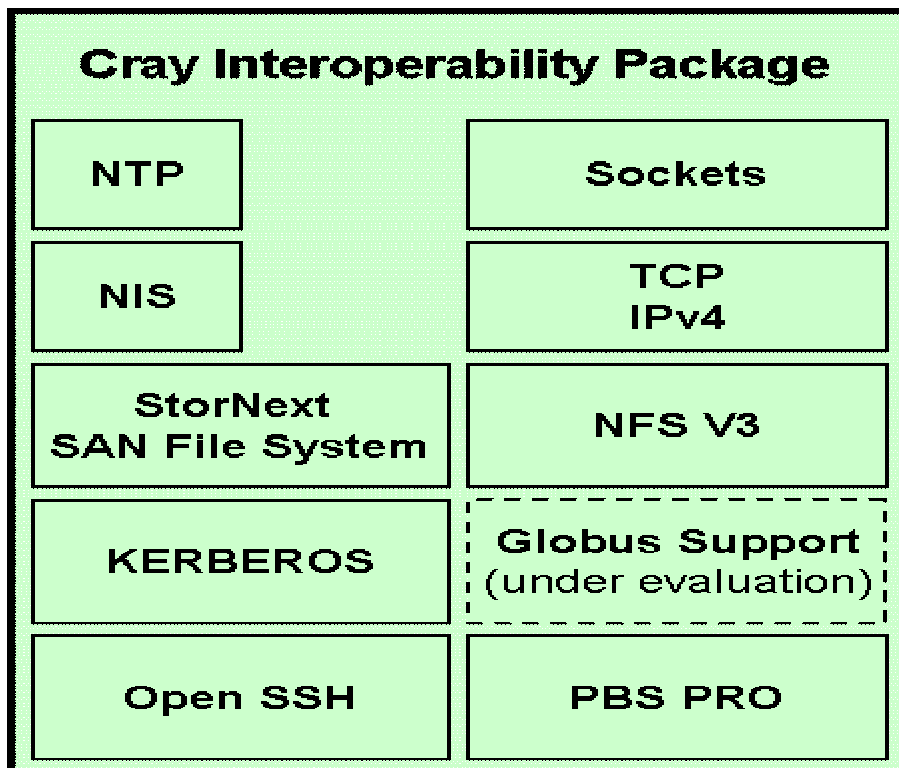 Cray Interoperability Package
NTP
Sockets
NIS
TCP
IPv4
StorNext
SAN File System
NFS V3
KERBEROS
Globus Support
(under evaluation)
Open SSH
PBS PRO